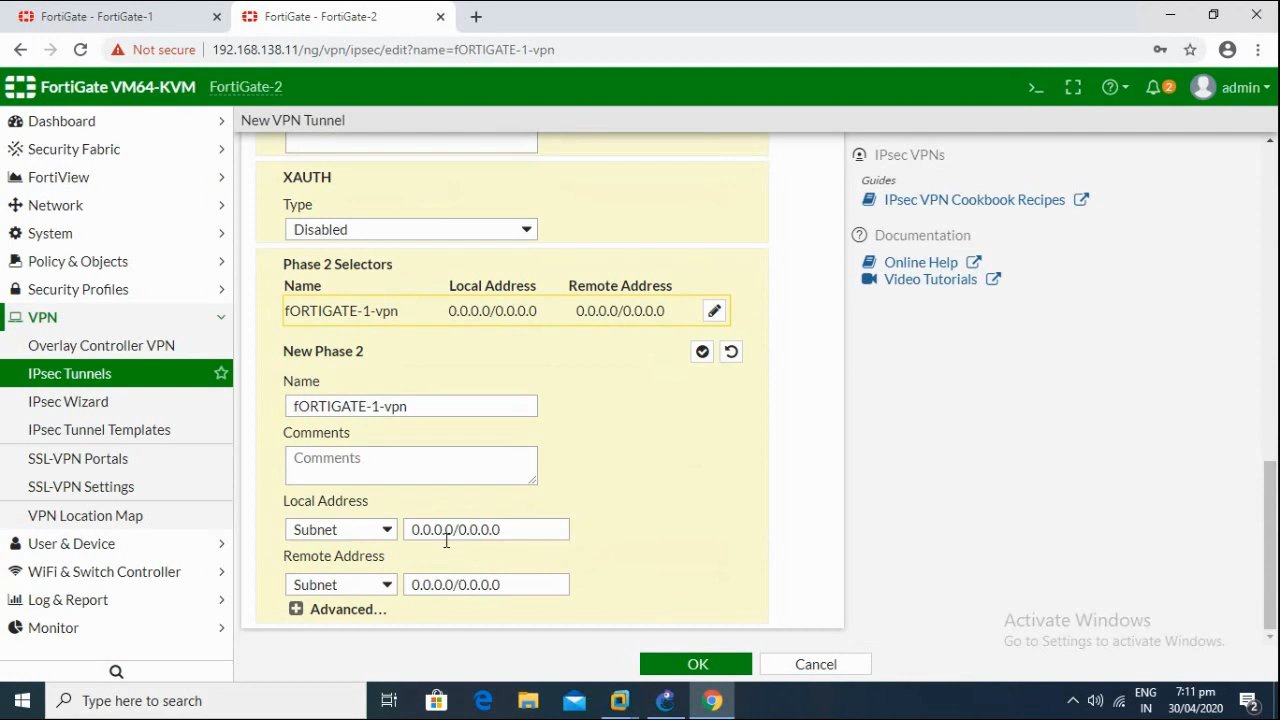 FortiGate - FortiGate-1
FortiGate - FortiGate-2
Not secure
192.168.138.11/ng/vpn/ipsec/edit?name=fORTIGATE-1-vpn
FortiGate VM64-KVM
FortiGate-2
2
admin
Dashboard
Security Fabric
FortiView
Network
System
Policy & Objects
Security Profiles
VPN
Overlay Controller VPN
IPsec Tunnels
IPsec Wizard
IPsec Tunnel Templates
SSL-VPN Portals
SSL-VPN Settings
VPN Location Map
User & Device
WiFi & Switch Controller
Log & Report
Monitor
New VPN Tunnel
XAUTH
Type
Disabled
Phase 2 Selectors
Name Local Address Remote Address
fORTIGATE-1-vpn 0.0.0.0/0.0.0.0 0.0.0.0/0.0.0.0
New Phase 2
Name
fORTIGATE-1-vpn
Comments
Comments
Local Address
Subnet 0.0.0.0/0.0.0.0
Remote Address
Subnet 0.0.0.0/0.0.0.0
Advanced...
OK
Cancel
IPsec VPNs
Guides
IPsec VPN Cookbook Recipes
Documentation
Online Help
Video Tutorials
Activate Windows
Go to Settings to activate Windows.
Type here to search
ENG
IN
7:11 pm
30/04/2020
2